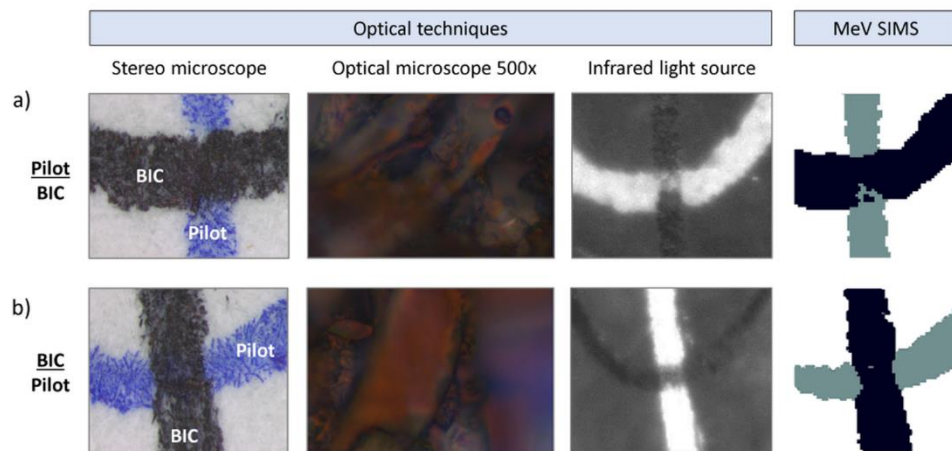 Optical techniques
MeV SIMS
Stereo microscope
Optical microscope 500x
Infrared light source
a)
Pilot
BIC
BIC
Pilot
b)
BIC
Pilot
Pilot
BIC